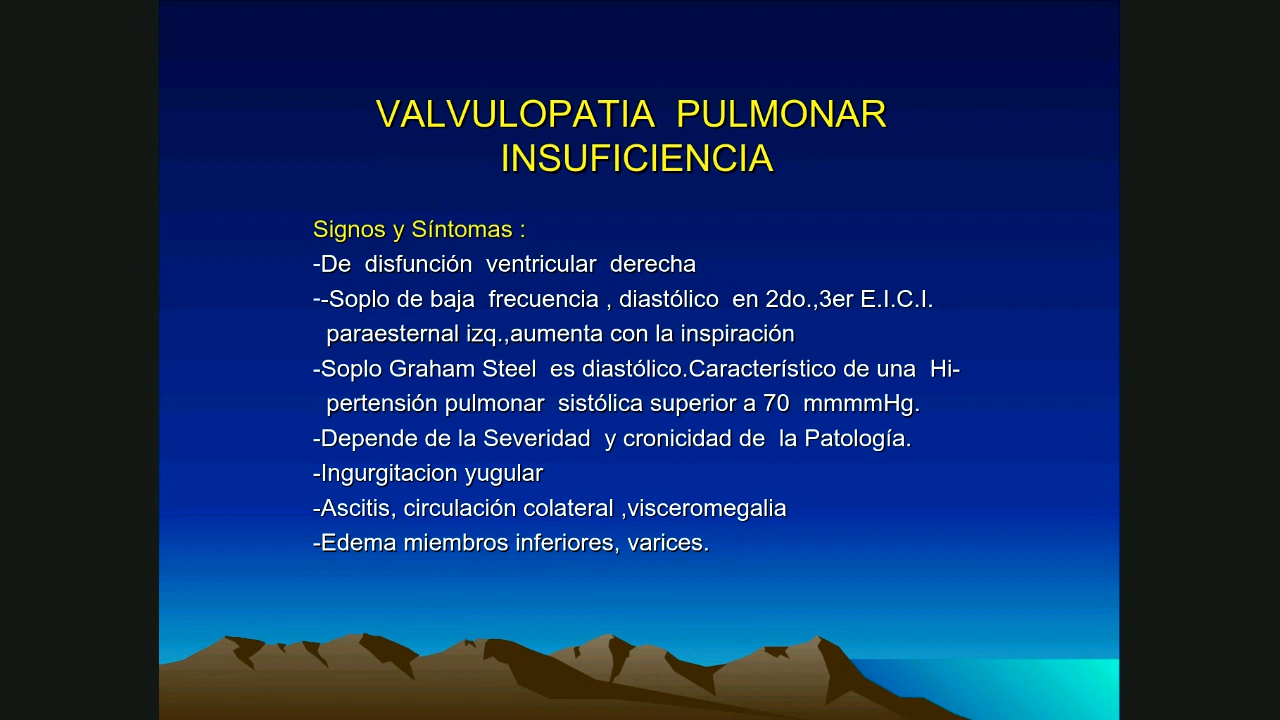 VALVULOPATIA PULMONAR
INSUFICIENCIA
Signos y Síntomas :
-De disfunción ventricular derecha
--Soplo de baja frecuencia , diastólico en 2do.,3er E.I.C.I.
paraesternal izq.,aumenta con la inspiración
-Soplo Graham Steel es diastólico.Característico de una Hi-
pertensión pulmonar sistólica superior a 70 mmmmHg.
-Depende de la Severidad y cronicidad de la Patología.
-Ingurgitacion yugular
-Ascitis, circulación colateral ,visceromegalia
-Edema miembros inferiores, varices.